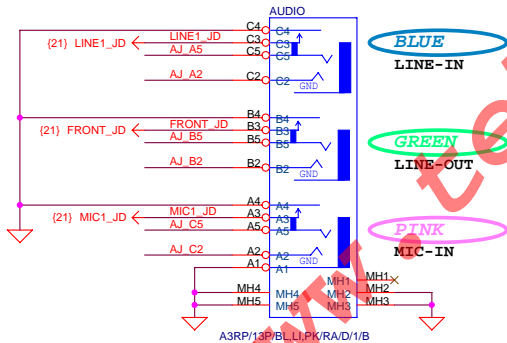 AUDIO
C4 C4
{21} LINE1_JD LINE1_JD C3 C3
AJ_A5 C5 C5
AJ_A2 C2 C2
GND
BLUE
LINE-IN
B4 B4
{21} FRONT_JD FRONT_JD B3 B3
AJ_B5 B5 B5
AJ_B2 B2 B2
GND
GREEN
LINE-OUT
A4 A4
{21} MIC1_JD MIC1_JD A3 A3
AJ_C5 A5 A5
AJ_C2 A2 A2
GND
A1 A1
PINK
MIC-IN
MH1 MH1
MH4 MH4 MH2 MH2
MH5 MH5 MH3 MH3
A3RP/13P/BL,LI,PK/RA/D/1/B
www.te